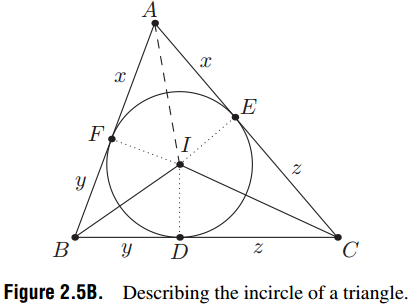 A
x
x
F
E
I
y
z
B
y
D
z
C
Figure 2.5B. Describing the incircle of a triangle.